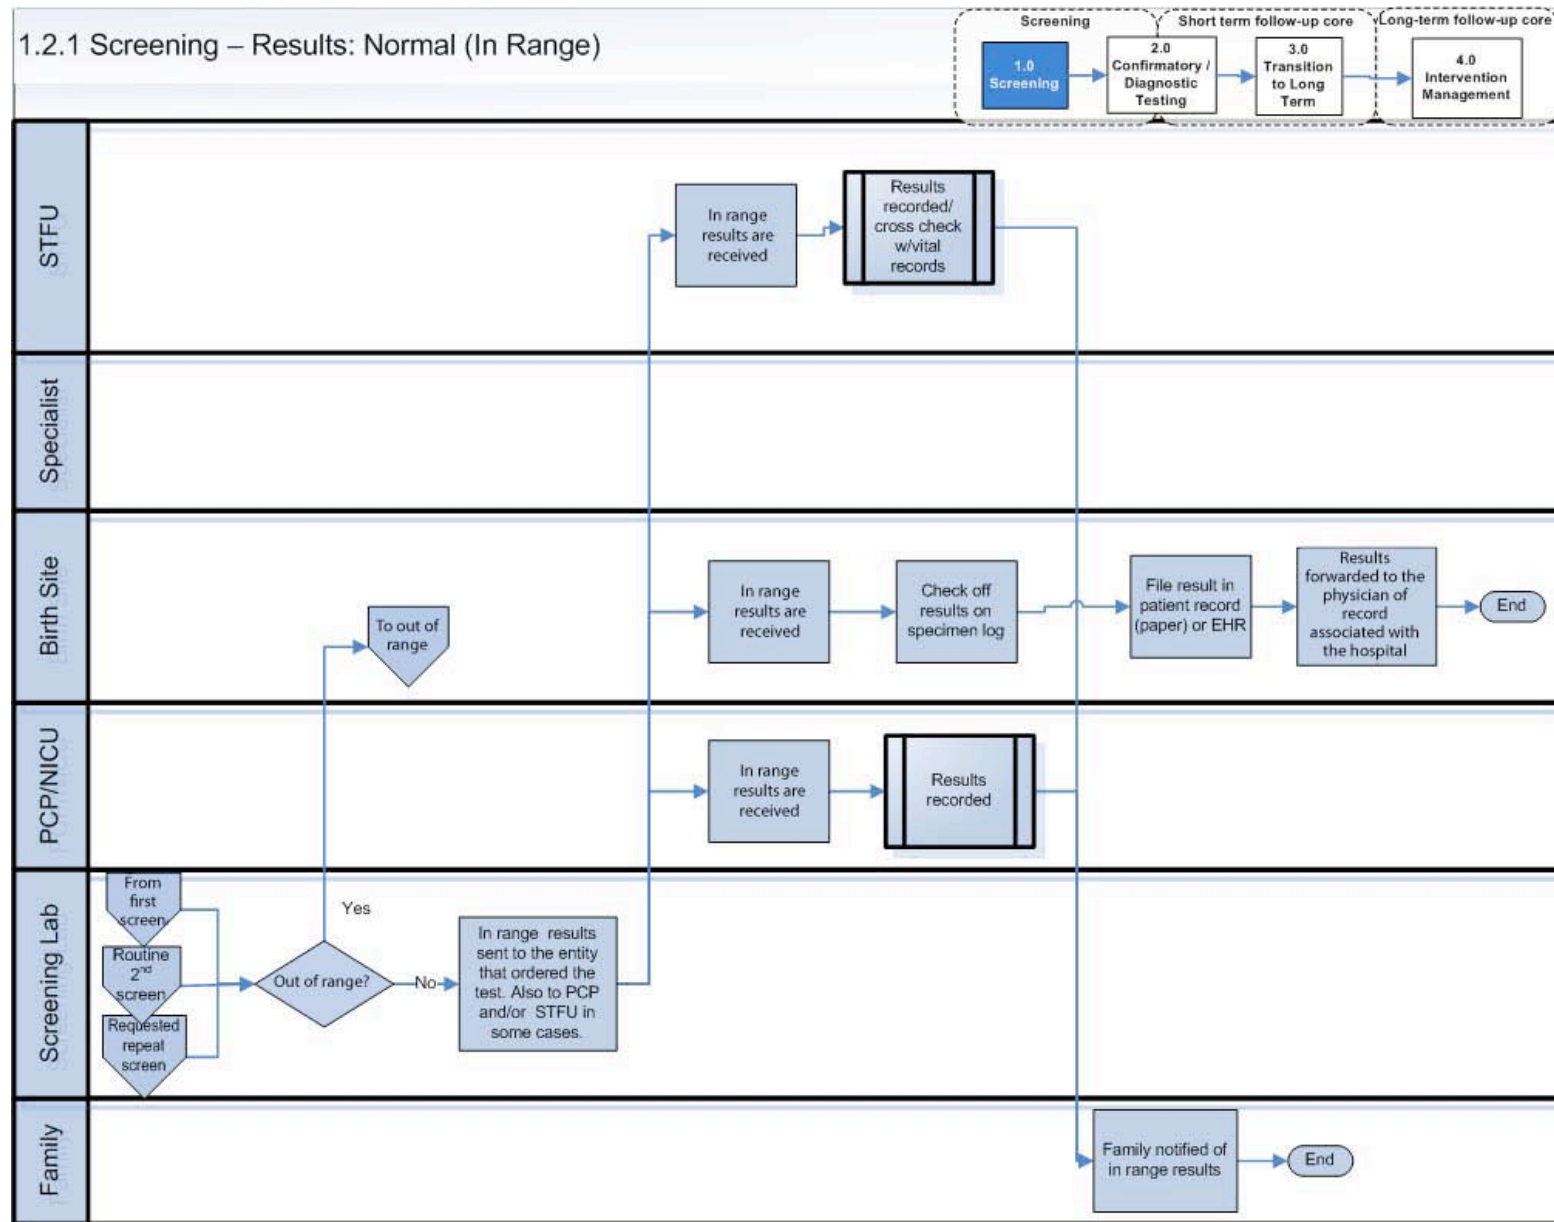 1.2.1 Screening – Results: Normal (In Range)
Screening
Short term follow-up core
Long-term follow-up core
1.0
Screening
2.0
Confirmatory /
Diagnostic
Testing
3.0
Transition
to Long
Term
4.0
Intervention
Management
STFU
In range
results are
received
Results
recorded/
cross check
w/vital
records
Specialist
Birth Site
To out of
range
In range
results are
received
Check off
results on
specimen log
File result in
patient record
(paper) or EHR
Results
forwarded to the
physician of
record
associated with
the hospital
End
PCP/NICU
In range
results are
received
Results
recorded
Screening Lab
From
first
screen
Routine
2nd
screen
Requested
repeat
screen
Out of range?
Yes
No
In range results
sent to the entity
that ordered the
test. Also to PCP
and/or STFU in
some cases.
Family
Family notified of
in range results
End